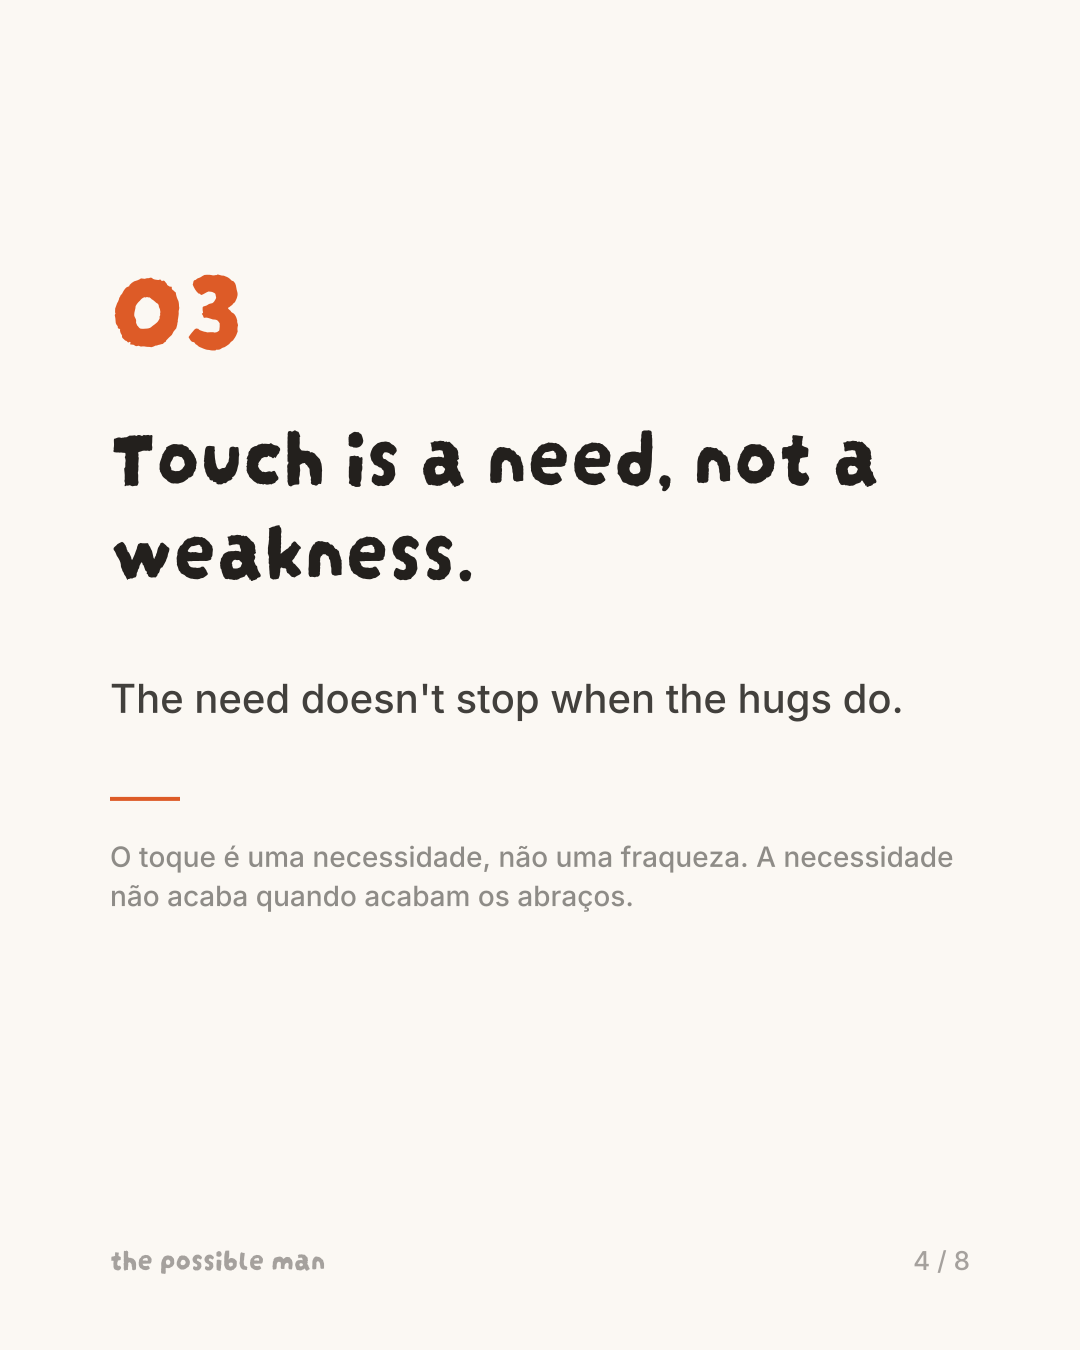 03
Touch is a need, not a
weakness.
The need doesn't stop when the hugs do.
O toque é uma necessidade, não uma fraqueza. A necessidade
não acaba quando acabam os abraços.
the possible man
4 / 8